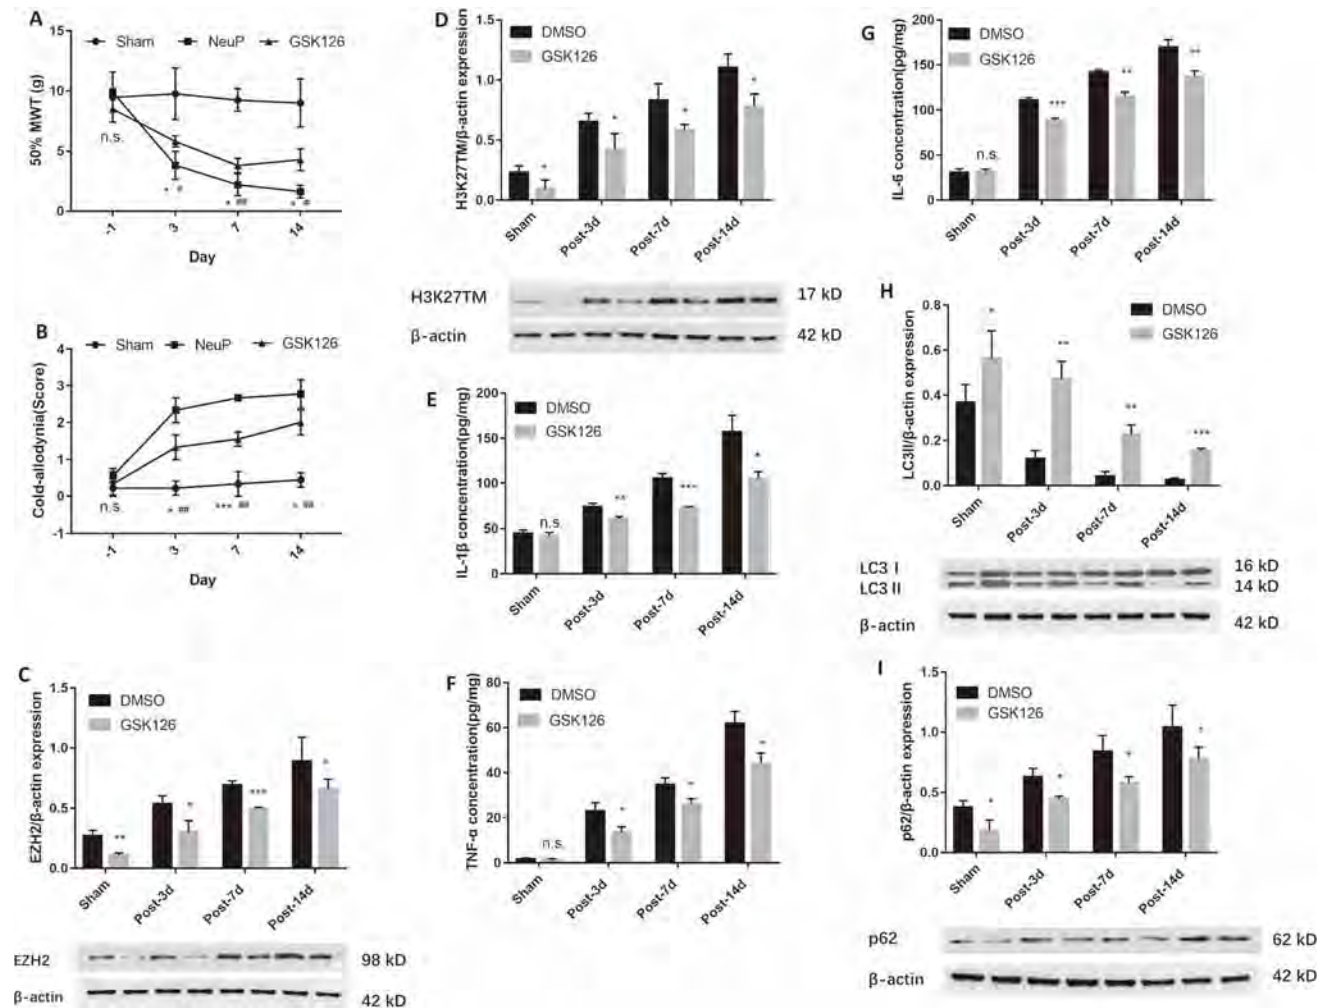 A
15
10
5
0
50% MWT (g)
Sham NeuP GSK126
n.s.
* #
* ##
* #
-1 3 7 14
Day
B
4
3
2
1
0
-1
Cold-allodynia(Score)
Sham NeuP GSK126
n.s.
* ##
*** ##
* ##
-1 3 7 14
Day
C
1.5
1.0
0.5
0.0
EZH2/β-actin expression
DMSO
GSK126
**
*
***
*
Sham Post-3d Post-7d Post-14d
EZH2 98 kD
β-actin 42 kD
D
1.5
1.0
0.5
0.0
H3K27TM/β-actin expression
DMSO
GSK126
*
*
*
*
Sham Post-3d Post-7d Post-14d
H3K27TM 17 kD
β-actin 42 kD
E
200
150
100
50
0
IL-1β concentration(pg/mg)
DMSO
GSK126
n.s.
**
***
*
Sham Post-3d Post-7d Post-14d
F
80
60
40
20
0
TNF-α concentration(pg/mg)
DMSO
GSK126
n.s.
*
Sham Post-3d Post-7d Post-14d
G
200
150
100
50
0
IL-6 concentration(pg/mg)
DMSO
GSK126
n.s.
***
**
**
Sham Post-3d Post-7d Post-14d
H
0.8
0.6
0.4
0.2
0.0
LC3II/β-actin expression
DMSO
GSK126
*
**
**
***
Sham Post-3d Post-7d Post-14d
LC3 I 16 kD
LC3 II 14 kD
β-actin 42 kD
I
1.5
1.0
0.5
0.0
p62/β-actin expression
DMSO
GSK126
*
*
*
*
Sham Post-3d Post-7d Post-14d
p62 62 kD
β-actin 42 kD